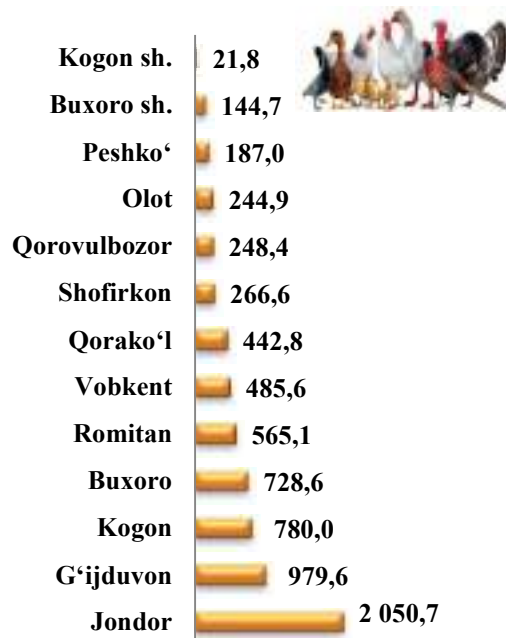 Kogon sh. 21,8
Buxoro sh. 144,7
Peshko‘ 187,0
Olot 244,9
Qorovulbozor 248,4
Shofirkon 266,6
Qorako‘l 442,8
Vobkent 485,6
Romitan 565,1
Buxoro 728,6
Kogon 780,0
G‘ijduvon 979,6
Jondor 2 050,7